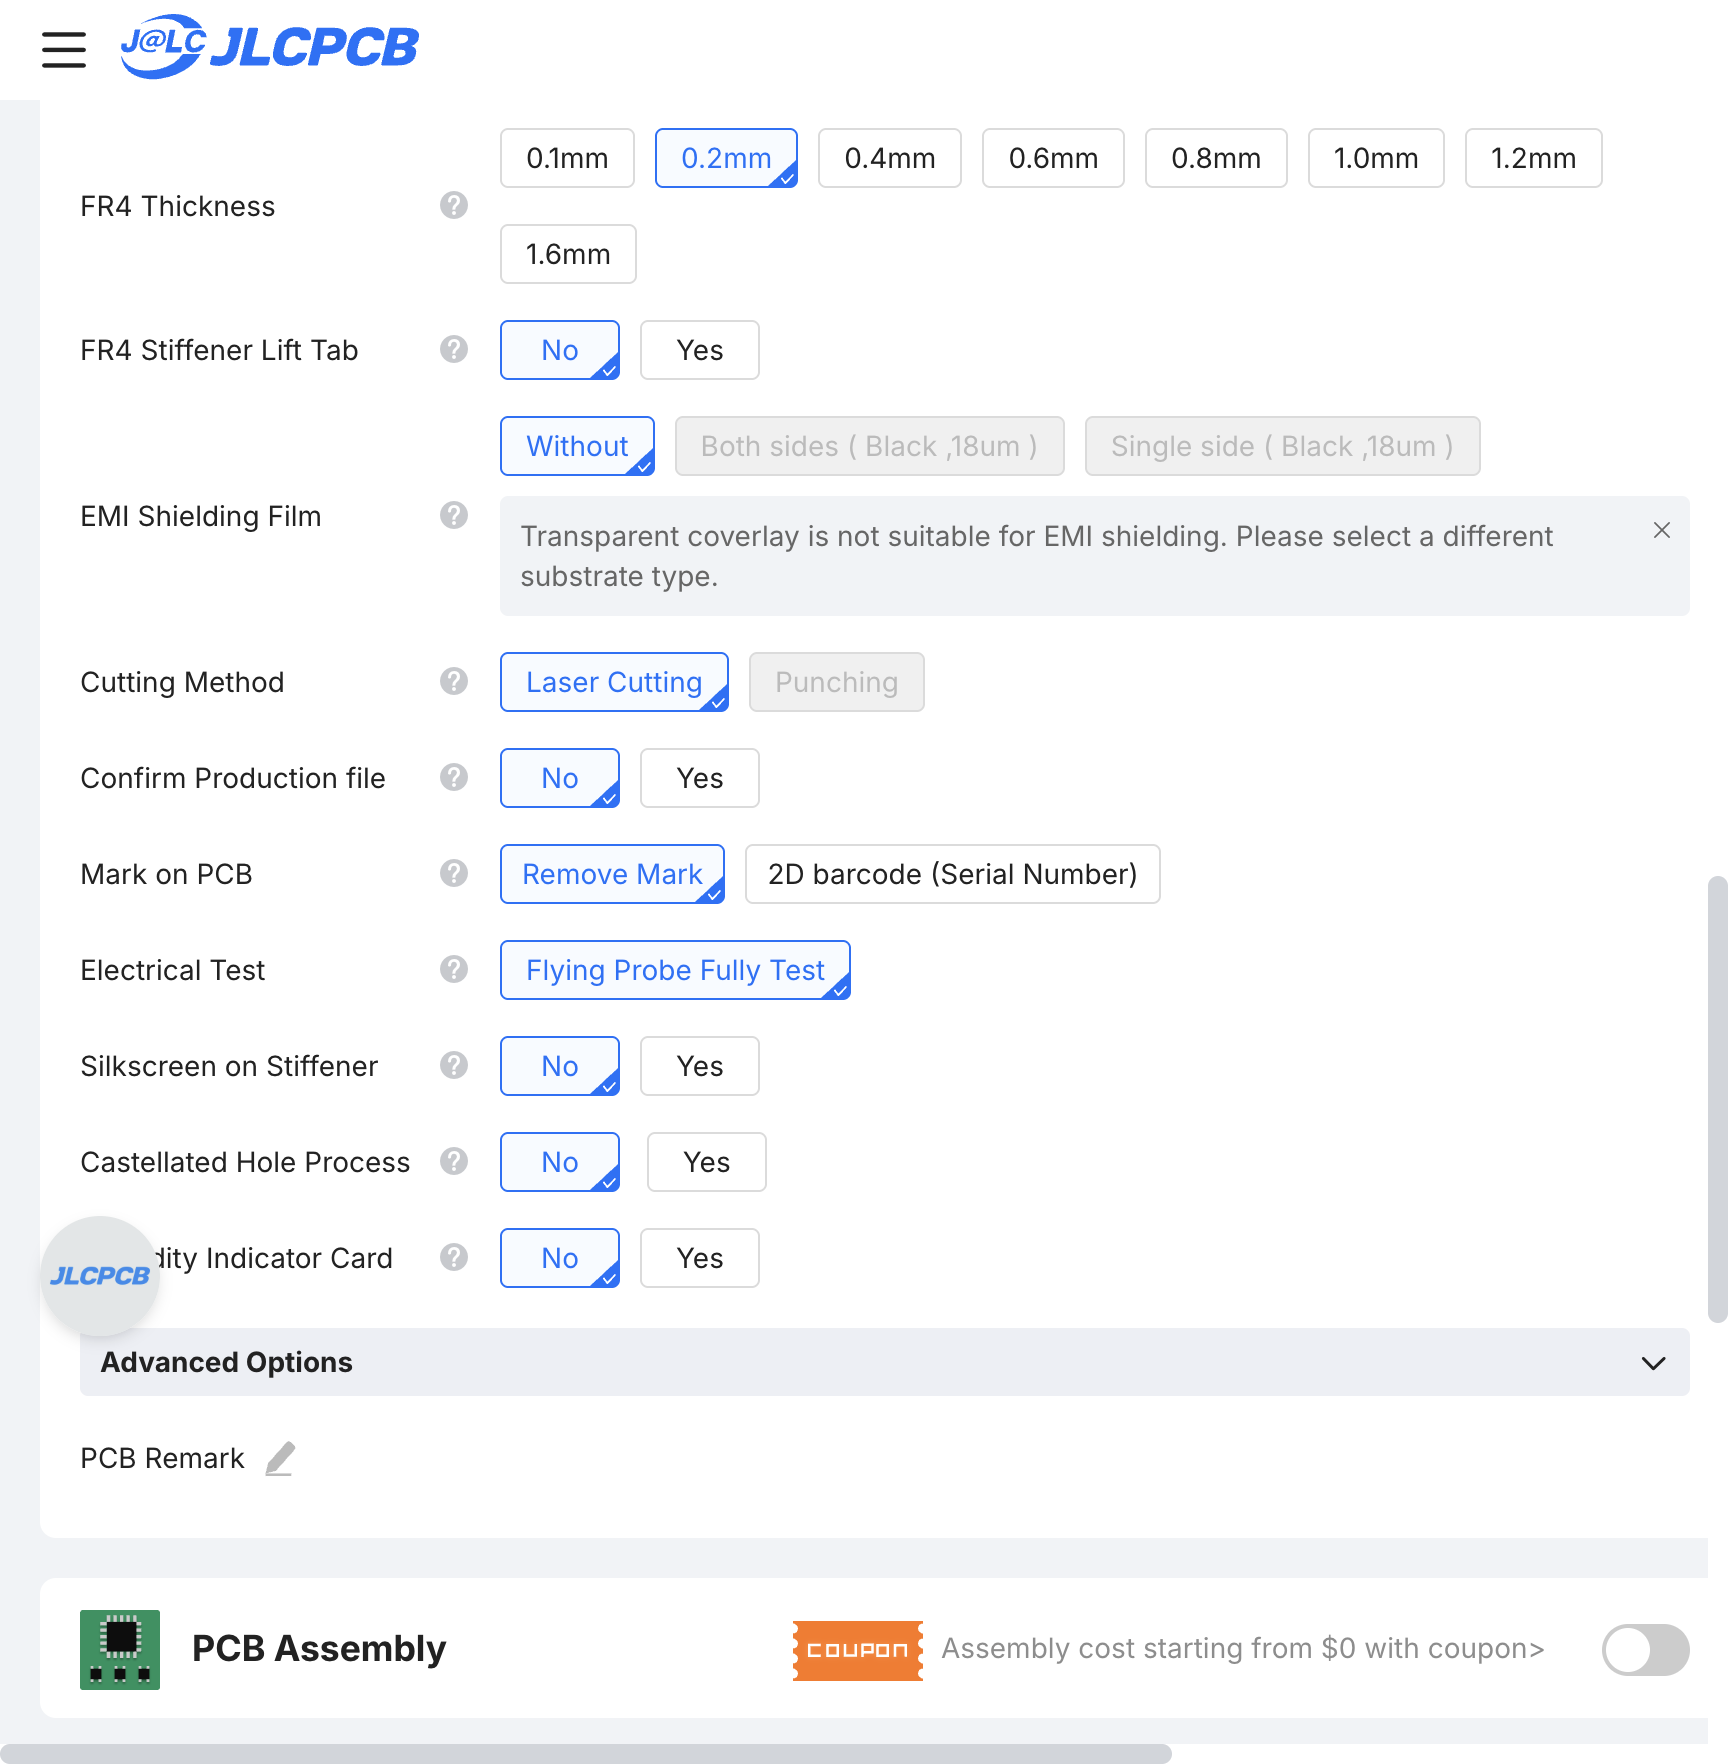 J@LC JLCPCB
0.1mm 0.2mm 0.4mm 0.6mm 0.8mm 1.0mm 1.2mm
FR4 Thickness
1.6mm
FR4 Stiffener Lift Tab No Yes
Without Both sides ( Black ,18um ) Single side ( Black ,18um )
EMI Shielding Film
Transparent coverlay is not suitable for EMI shielding. Please select a different
substrate type.
Cutting Method Laser Cutting Punching
Confirm Production file No Yes
Mark on PCB Remove Mark 2D barcode (Serial Number)
Electrical Test Flying Probe Fully Test
Silkscreen on Stiffener No Yes
Castellated Hole Process No Yes
Indicator Card No Yes
JLCPCB
Advanced Options
PCB Remark
PCB Assembly COUPON Assembly cost starting from $0 with coupon>